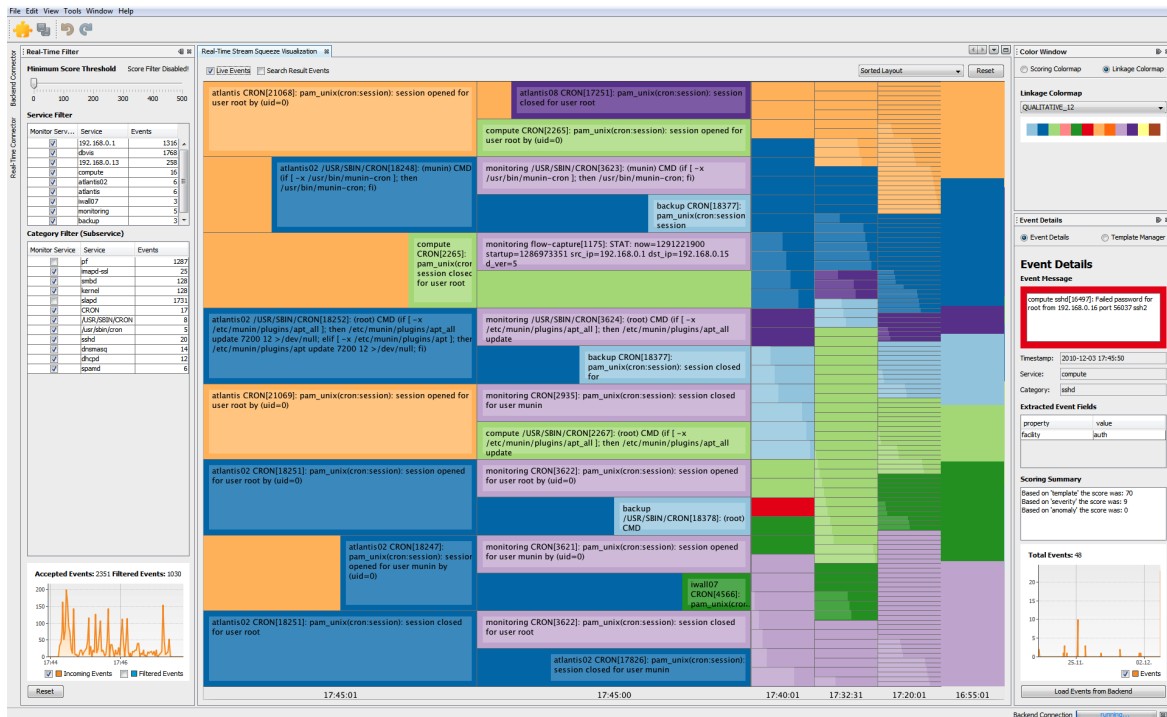 File Edit View Tools Window Help
Backend Connector
Real-Time Connector
Real-Time Filter
Minimum Score Threshold Score Filter Disabled!
0 100 200 300 400 500
Service Filter
Monitor Serv... Service Events
192.168.0.1 1316
dbvis 1768
192.168.0.13 258
compute 16
atlantis02 6
atlantis 6
iwall07 3
monitoring 5
backup 3
Category Filter (Subservice)
Monitor Service Service Events
pf 1287
imapd-ssl 25
smbd 128
kernel 128
slapd 1731
CRON 17
/USR/SBIN/CRON 8
/usr/sbin/cron 5
sshd 20
dnsmasq 14
dhcpd 12
spamd 6
Accepted Events: 2351 Filtered Events: 1030
200
150
100
50
0
17:44 17:46
Incoming Events Filtered Events
Reset
Real-Time Stream Squeeze Visualization
Live Events Search Result Events Sorted Layout Reset
atlantis CRON[21068]: pam_unix(cron:session): session opened for
user root by (uid=0)
atlantis02 /USR/SBIN/CRON[18248]: (munin) CMD
(if [ -x /usr/bin/munin-cron ]; then
/usr/bin/munin-cron; fi)
compute
CRON[2265]:
pam_unix(cron
session closed
for user root
atlantis02 /USR/SBIN/CRON[18252]: (root) CMD (if [ -x
/etc/munin/plugins/apt_all ]; then /etc/munin/plugins/apt_all
update 7200 12 >/dev/null; elif [ -x /etc/munin/plugins/apt ]; then
/etc/munin/plugins/apt update 7200 12 >/dev/null; fi)
atlantis CRON[21069]: pam_unix(cron:session): session opened for
user root by (uid=0)
atlantis02 CRON[18251]: pam_unix(cron:session): session opened
for user root by (uid=0)
atlantis02 CRON[18247]:
pam_unix(cron:session): session
opened for user munin by
(uid=0)
atlantis02 CRON[18251]: pam_unix(cron:session): session closed
for user root
atlantis08 CRON[17251]: pam_unix(cron:session): session
closed for user root
compute CRON[2265]: pam_unix(cron:session): session opened for
user root by (uid=0)
monitoring /USR/SBIN/CRON[3623]: (munin) CMD (if [ -x
/usr/bin/munin-cron ]; then /usr/bin/munin-cron; fi)
backup CRON[18377]:
pam_unix(cron:session
session
monitoring flow-capture[1175]: STAT: now=1291221900
startup=1286973351 src_ip=192.168.0.1 dst_ip=192.168.0.15
d_ver=5
monitoring /USR/SBIN/CRON[3624]: (root) CMD (if [ -x
/etc/munin/plugins/apt_all ]; then /etc/munin/plugins/apt_all
update
backup CRON[18377]:
pam_unix(cron:session): session closed
for
monitoring CRON[2935]: pam_unix(cron:session): session closed
for user munin
compute /USR/SBIN/CRON[2267]: (root) CMD (if [ -x
/etc/munin/plugins/apt_all ]; then /etc/munin/plugins/apt_all
update
monitoring CRON[3622]: pam_unix(cron:session): session opened
for user root by (uid=0)
backup
/USR/SBIN/CRON[18378]: (root)
CMD
monitoring CRON[3621]: pam_unix(cron:session): session opened
for user munin by (uid=0)
iwall07
CRON[4566]:
pam_unix(cron...
monitoring CRON[3622]: pam_unix(cron:session): session closed
for user root
atlantis02 CRON[17826]: pam_unix(cron:session):
session closed for user munin
17:45:01 17:45:00 17:40:01 17:32:31 17:20:01 16:55:01
Color Window
Scoring Colormap Linkage Colormap
Linkage Colormap
QUALITATIVE_12
Event Details
Event Details Template Manager
Event Details
Event Message
compute sshd[16497]: Failed password for
root from 192.168.0.16 port 56037 ssh2
Timestamp: 2010-12-03 17:45:50
Service: compute
Category: sshd
Extracted Event Fields
property value
facility auth
Scoring Summary
Based on 'template' the score was: 70
Based on 'severity' the score was: 9
Based on 'anomaly' the score was: 0
Total Events: 48
20
15
10
5
0
25.11. 02.12.
Events
Load Events from Backend
Backend Connection running...